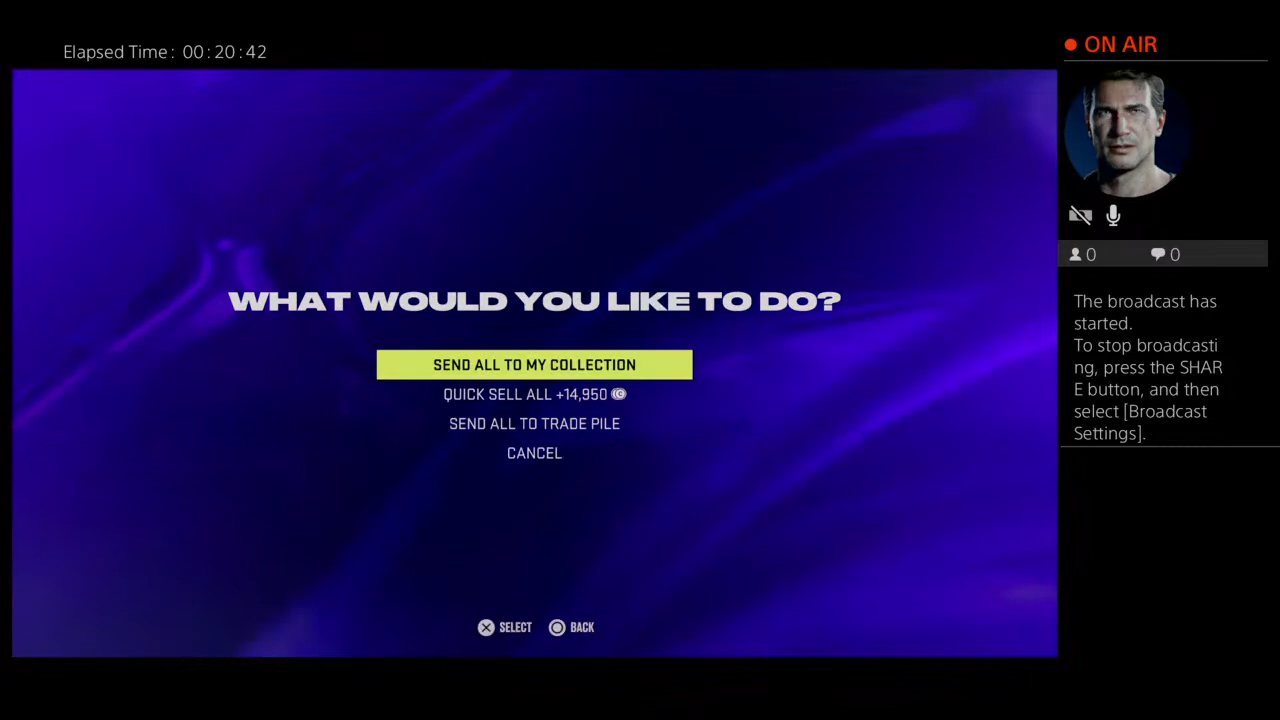 Elapsed Time: 00:20:42
ON AIR
0 0
The broadcast has
started.
To stop broadcasti
ng, press the SHAR
E button, and then
select [Broadcast
Settings].
WHAT WOULD YOU LIKE TO DO?
SEND ALL TO MY COLLECTION
QUICK SELL ALL +14,950
SEND ALL TO TRADE PILE
CANCEL
SELECT BACK